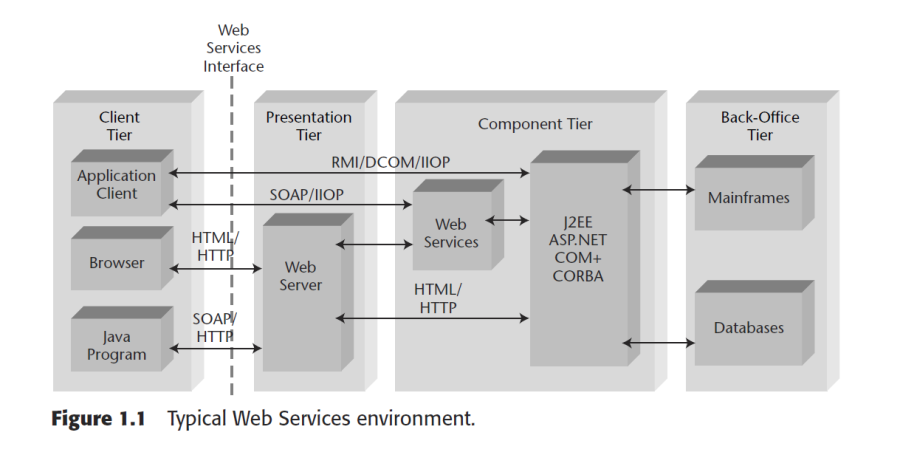 Web
Services
Interface
Client
Tier
Presentation
Tier
Component Tier
Back-Office
Tier
RMI/DCOM/IIOP
Application
Client
SOAP/IIOP
Mainframes
Web
Services
J2EE
ASP.NET
COM+
CORBA
HTML/
HTTP
Browser
Web
Server
HTML/
HTTP
SOAP/
HTTP
Java
Program
Databases
Figure 1.1 Typical Web Services environment.